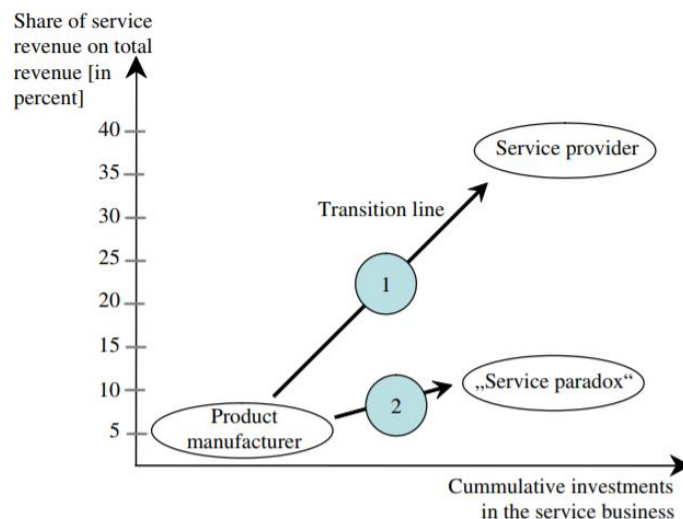 Share of service
revenue on total
revenue [in
percent]
40
35
30
25
20
15
10
5
Service provider
Transition line
1
2
„Service paradox“
Product
manufacturer
Cummulative investments
in the service business